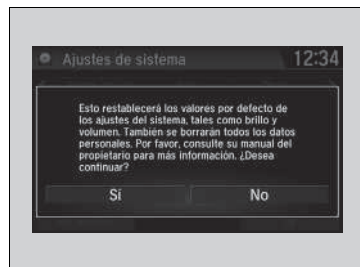 Ajustes de sistema
12:34
Esto restablecerá los valores por defecto de
los ajustes del sistema, tales como brillo y
volumen. También se borrarán todos los datos
personales. Por favor, consulte su manual del
propietario para más información. ¿Desea
continuar?
Sí
No